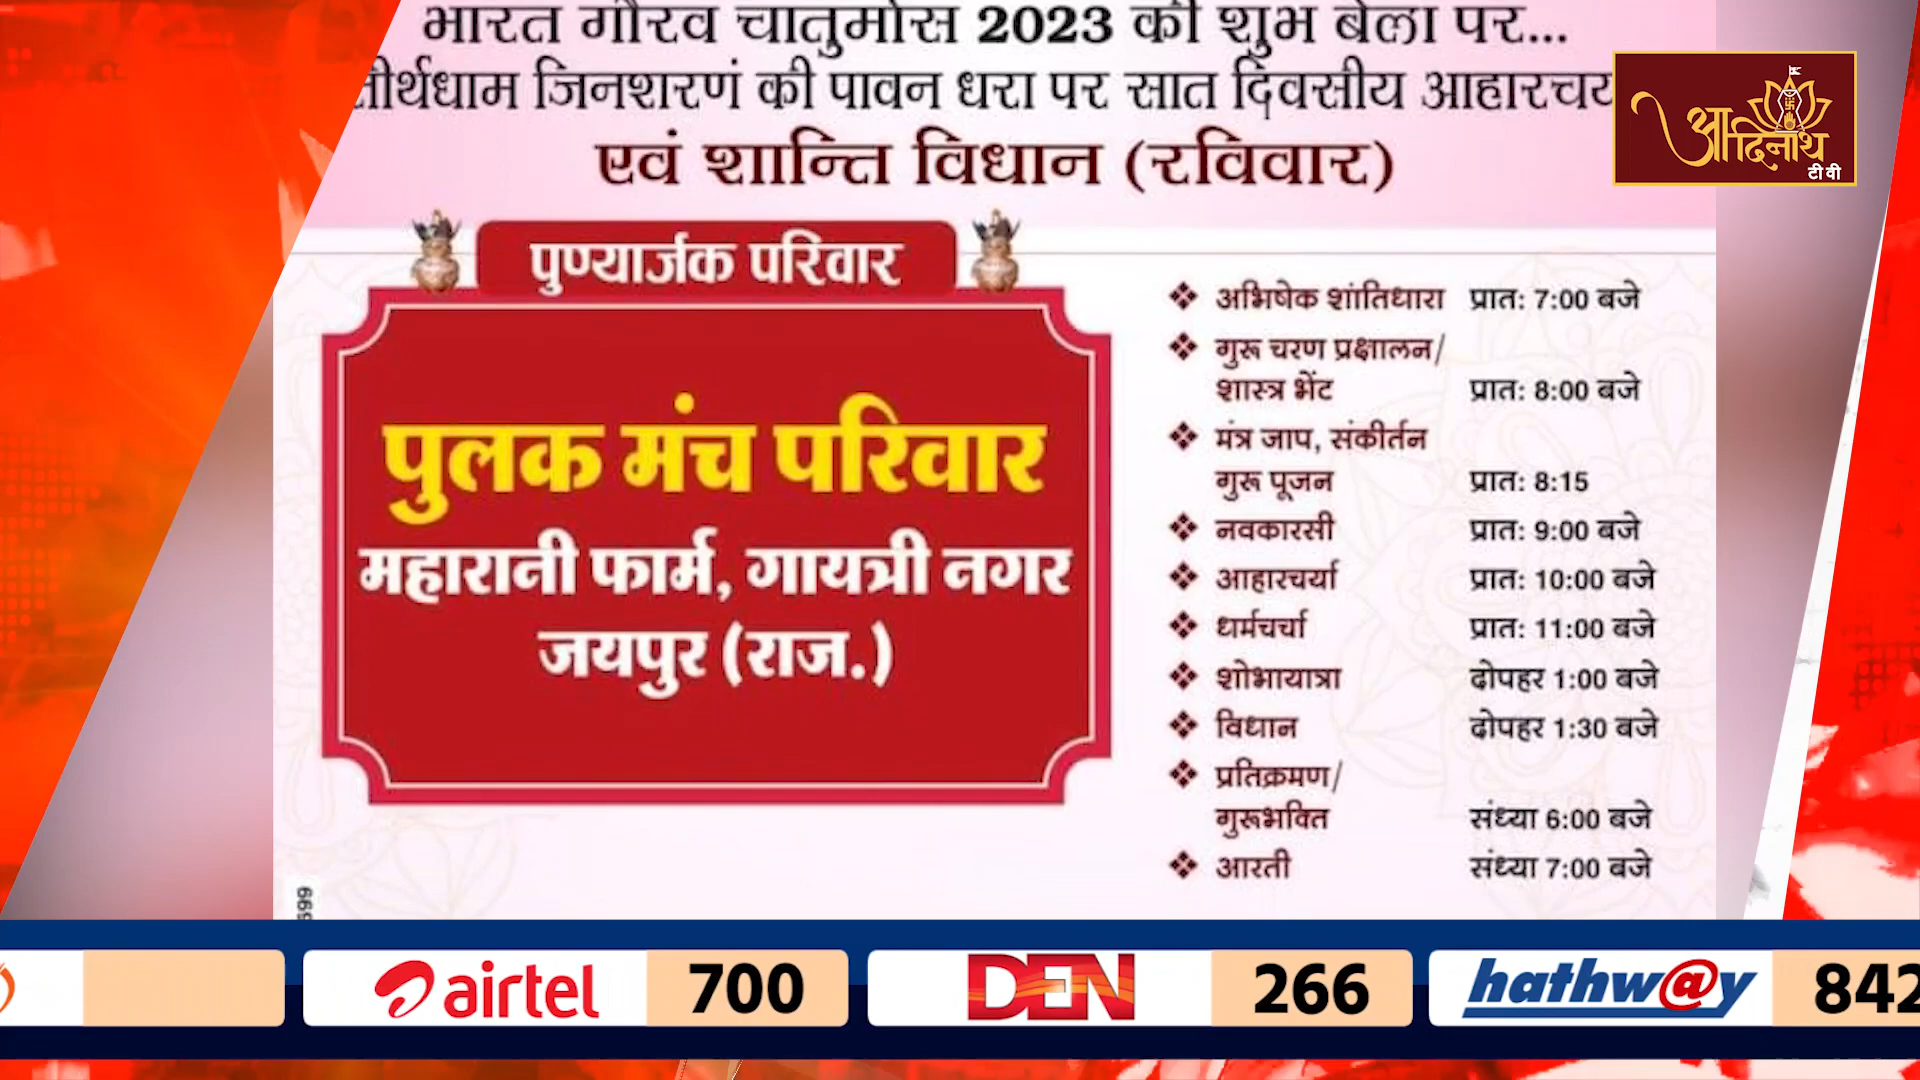 भारत गौरव चातुर्मास 2023 की शुभ बेला पर...
तीर्थधाम जिनशरणं की पावन धरा पर सात दिवसीय आहारचर्या
एवं शान्ति विधान (रविवार)
आदिनाथ
टीवी
पुण्यार्जक परिवार
पुलक मंच परिवार
महारानी फार्म, गायत्री नगर
जयपुर (राज.)
❖ अभिषेक शांतिधारा प्रातः 7:00 बजे
❖ गुरू चरण प्रक्षालन/
शास्त्र भेंट प्रातः 8:00 बजे
❖ मंत्र जाप, संकीर्तन
गुरू पूजन प्रातः 8:15
❖ नवकारसी प्रातः 9:00 बजे
❖ आहारचर्या प्रातः 10:00 बजे
❖ धर्मचर्चा प्रातः 11:00 बजे
❖ शोभायात्रा दोपहर 1:00 बजे
❖ विधान दोपहर 1:30 बजे
❖ प्रतिक्रमण/
गुरूभक्ति संध्या 6:00 बजे
❖ आरती संध्या 7:00 बजे
airtel 700
DEN 266
hathw@y 842